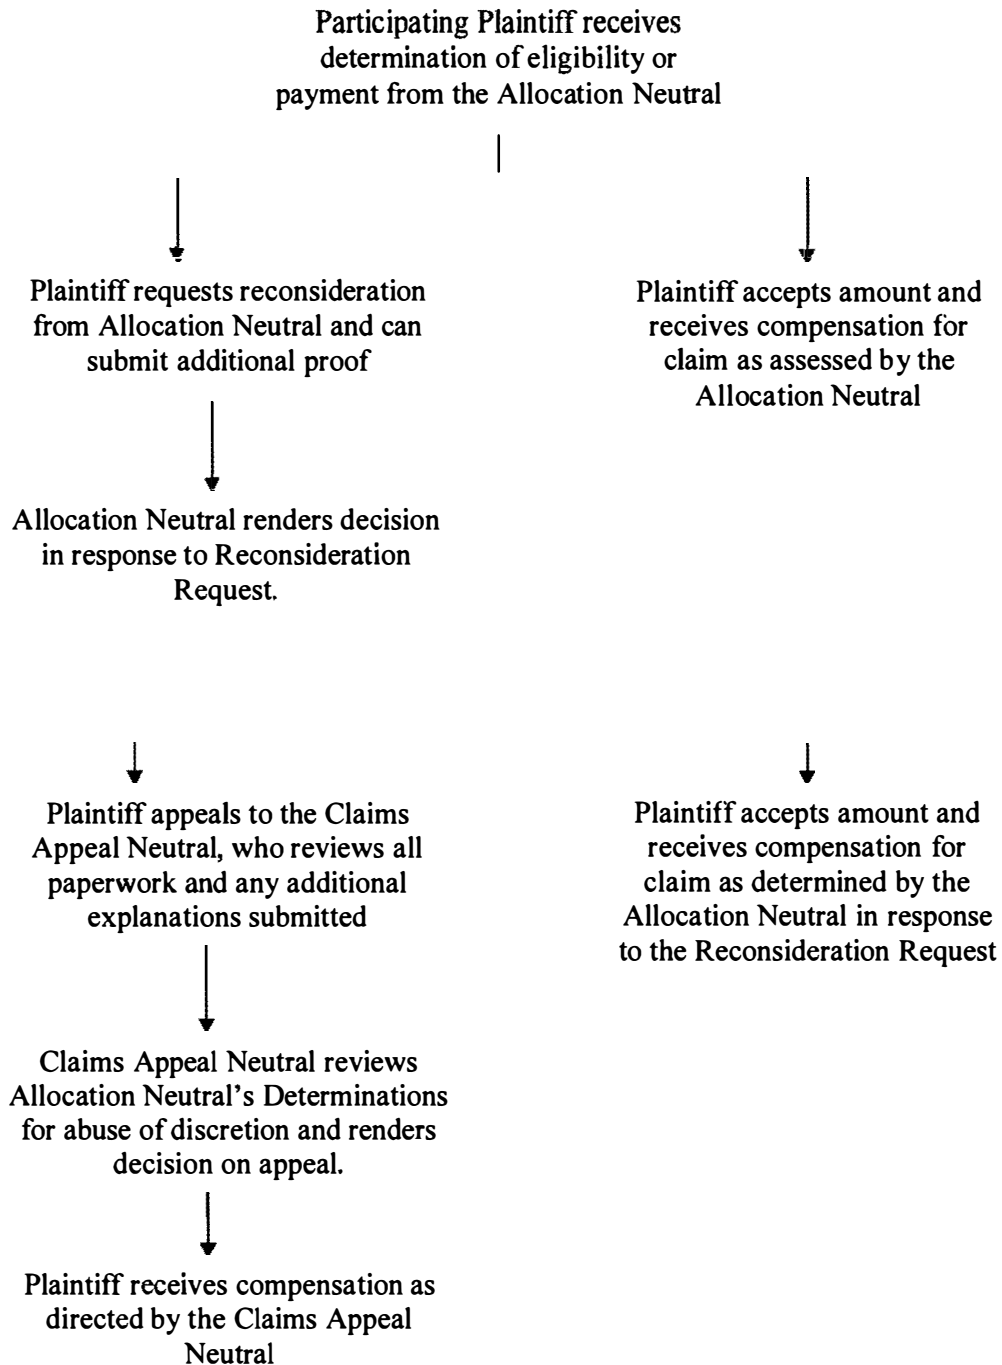 Participating Plaintiff receives
determination of eligibility or
payment from the Allocation Neutral
Plaintiff requests reconsideration
from Allocation Neutral and can
submit additional proof
Plaintiff accepts amount and
receives compensation for
claim as assessed by the
Allocation Neutral
Allocation Neutral renders decision
in response to Reconsideration
Request.
Plaintiff appeals to the Claims
Appeal Neutral, who reviews all
paperwork and any additional
explanations submitted
Plaintiff accepts amount and
receives compensation for
claim as determined by the
Allocation Neutral in response
to the Reconsideration Request
Claims Appeal Neutral reviews
Allocation Neutral's Determinations
for abuse of discretion and renders
decision on appeal.
Plaintiff receives compensation as
directed by the Claims Appeal
Neutral